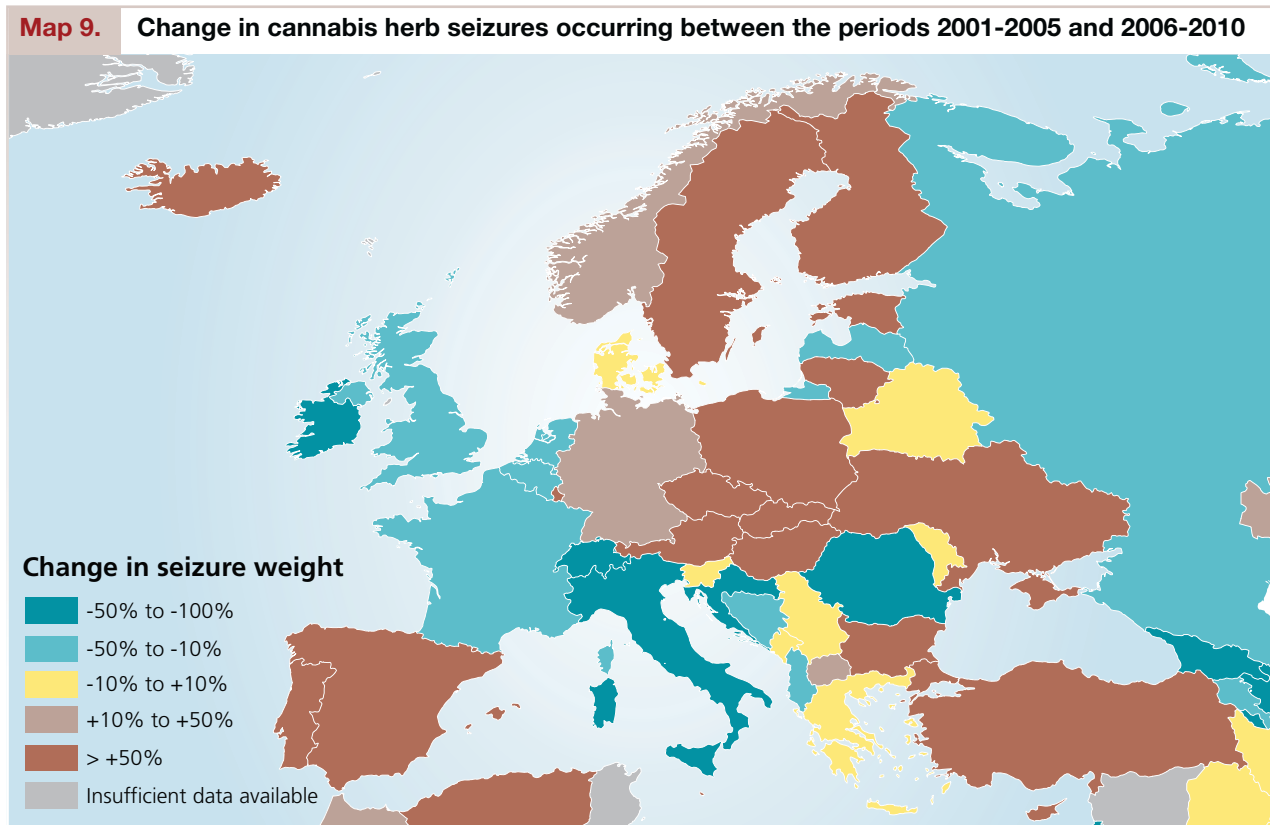 Map 9. Change in cannabis herb seizures occurring between the periods 2001-2005 and 2006-2010
Change in seizure weight
-50% to -100%
-50% to -10%
-10% to +10%
+10% to +50%
> +50%
Insufficient data available